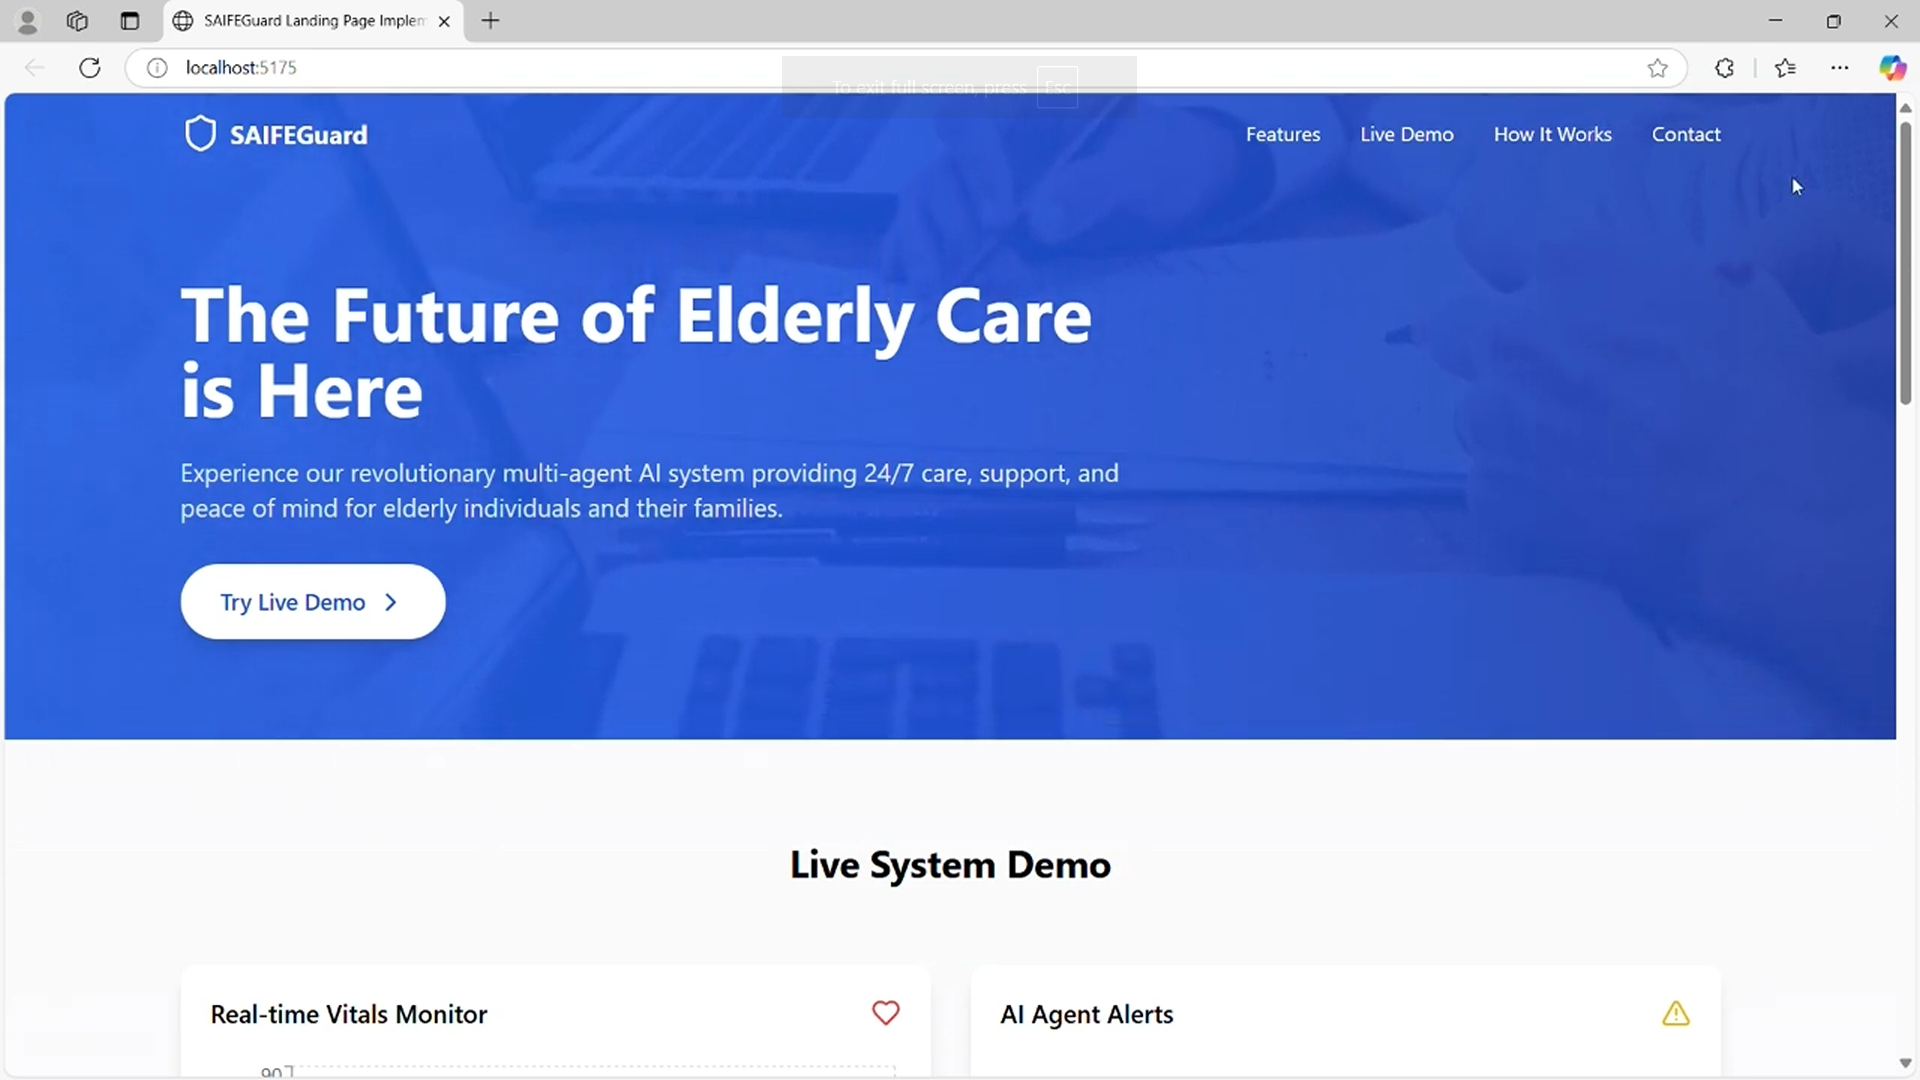 SAIFEGuard Landing Page Implem
localhost:5175
To exit full screen, press Esc
SAIFEGuard
Features
Live Demo
How It Works
Contact
The Future of Elderly Care
is Here
Experience our revolutionary multi-agent AI system providing 24/7 care, support, and
peace of mind for elderly individuals and their families.
Try Live Demo
Live System Demo
Real-time Vitals Monitor
AI Agent Alerts
90